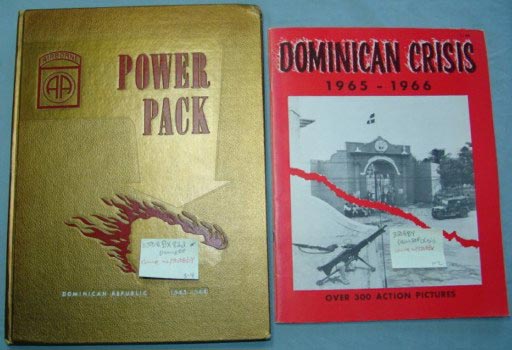 AIRBORNE
AA
POWER
PACK
DOMINICAN REPUBLIC 1965-1966
DOMINICAN CRISIS
1965 - 1966
OVER 300 ACTION PICTURES